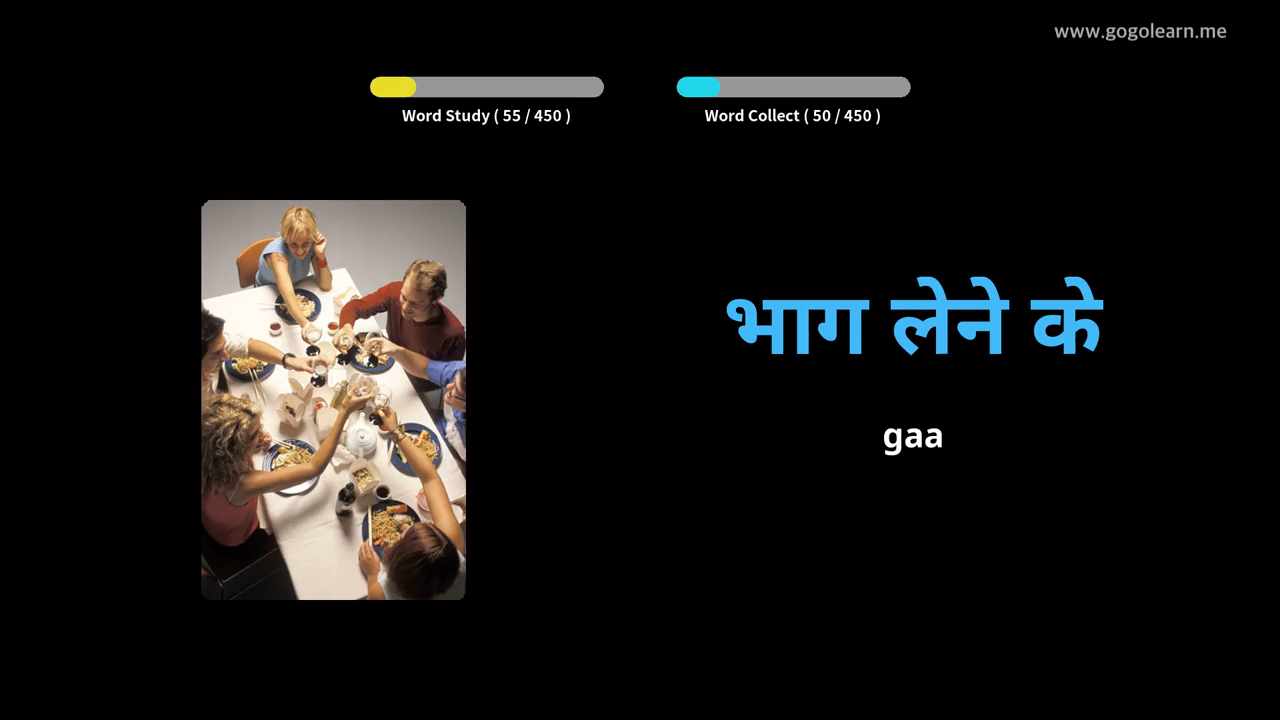 www.gogolearn.me
Word Study ( 55 / 450 )
Word Collect ( 50 / 450 )
भाग लेने के
gaa